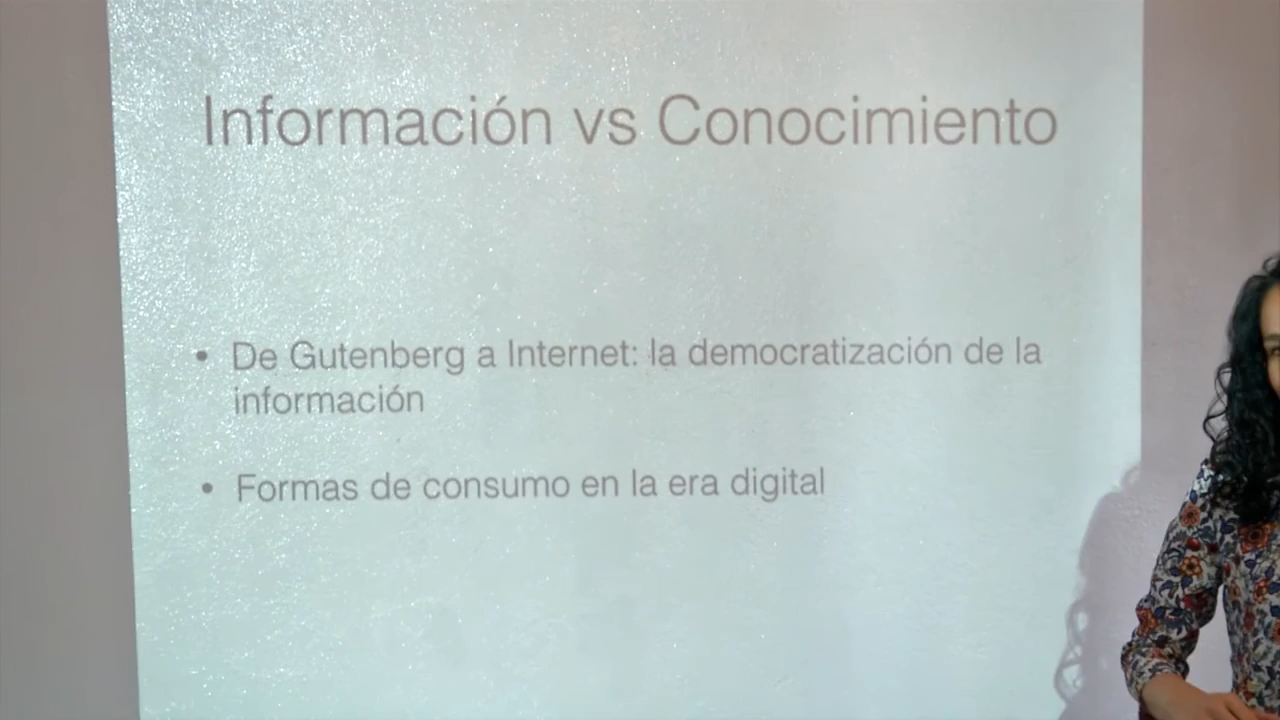 Información vs Conocimiento
• De Gutenberg a Internet: la democratización de la
información
• Formas de consumo en la era digital